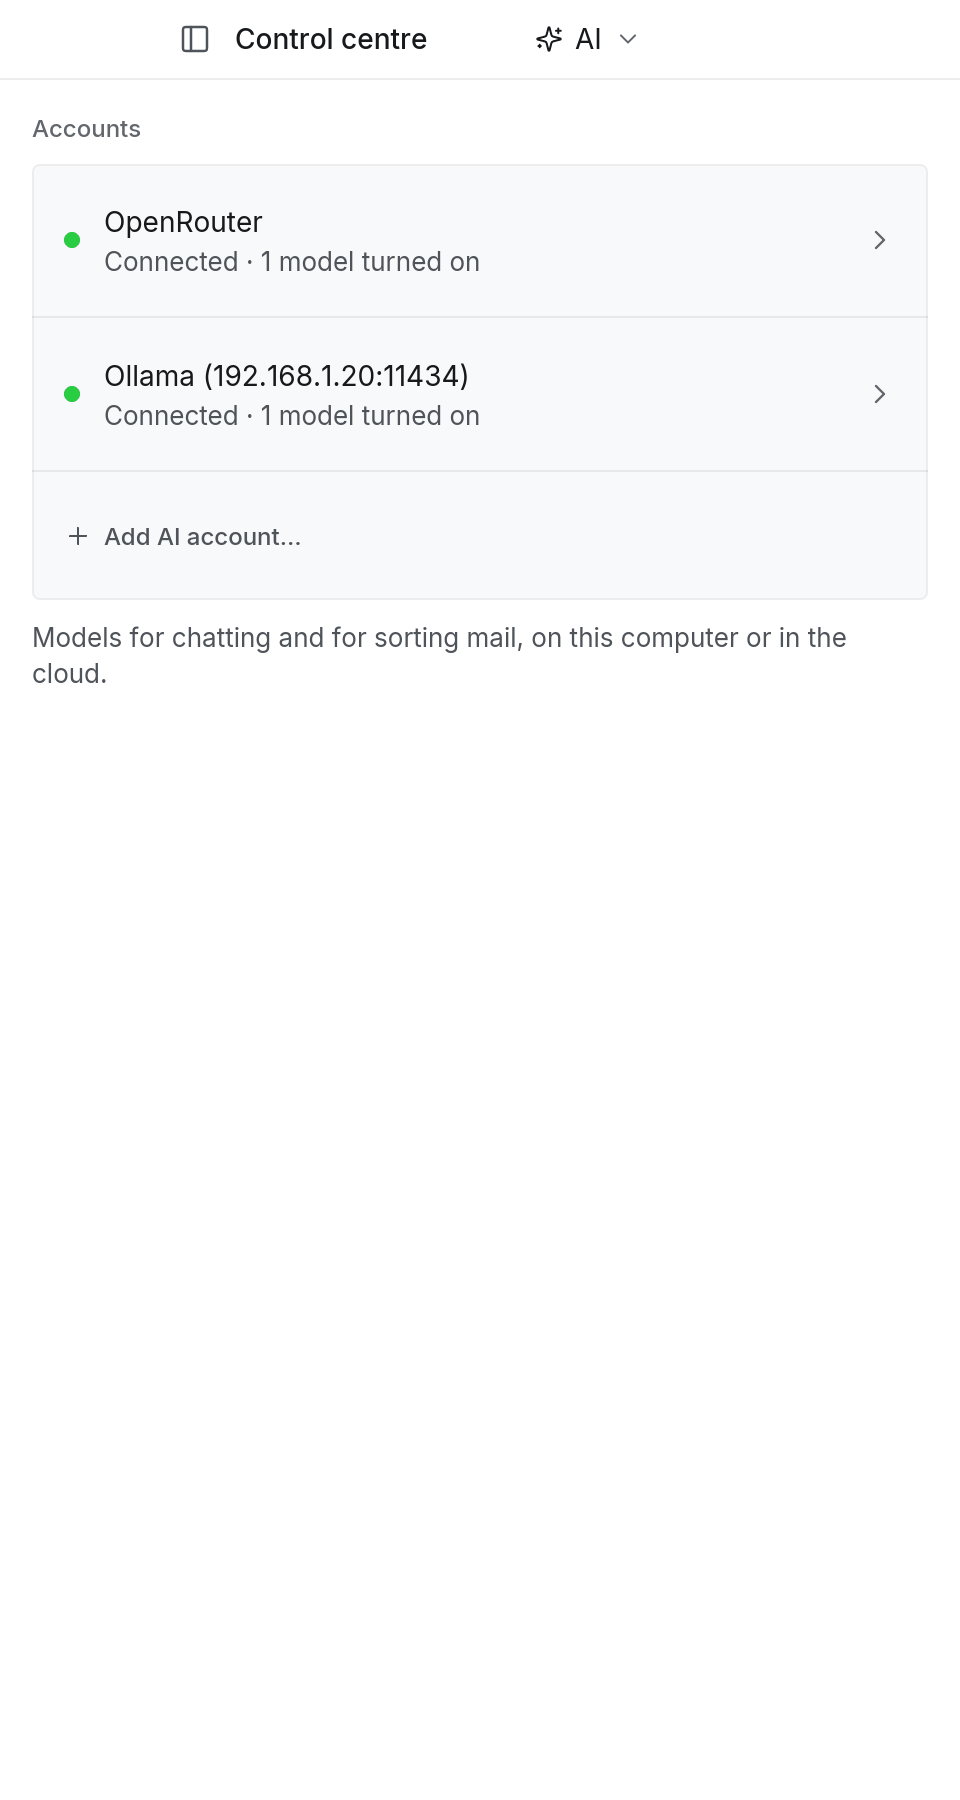 Control centre
AI
Accounts
OpenRouter
Connected · 1 model turned on
Ollama (192.168.1.20:11434)
Connected · 1 model turned on
Add AI account...
Models for chatting and for sorting mail, on this computer or in the
cloud.